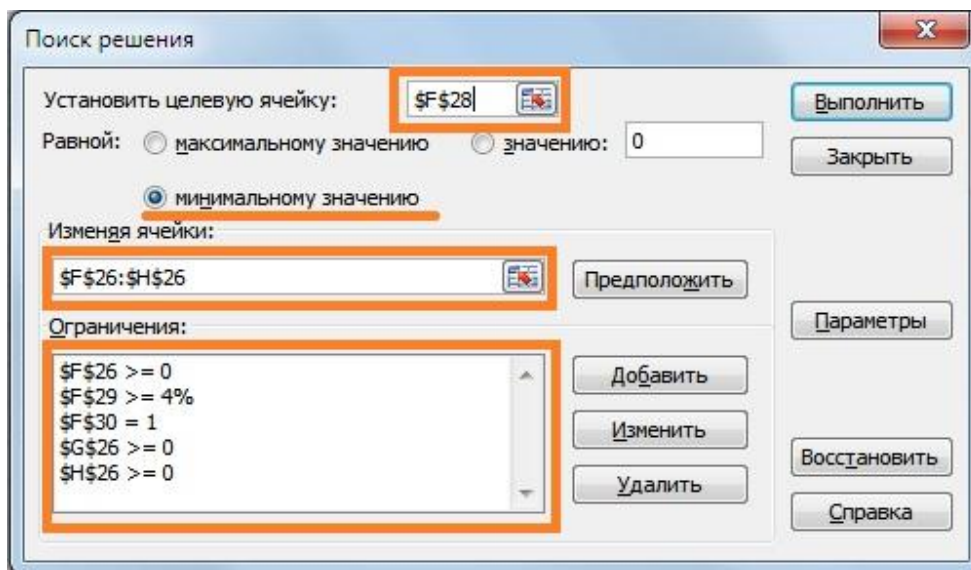 Поиск решения
Установить целевую ячейку: $F$28
Выполнить
Равной: максимальному значению значению: 0
Закрыть
минимальному значению
Изменяя ячейки:
$F$26:$H$26
Предположить
Ограничения:
Параметры
$F$26 >= 0
$F$29 >= 4%
$F$30 = 1
$G$26 >= 0
$H$26 >= 0
Добавить
Изменить
Удалить
Восстановить
Справка